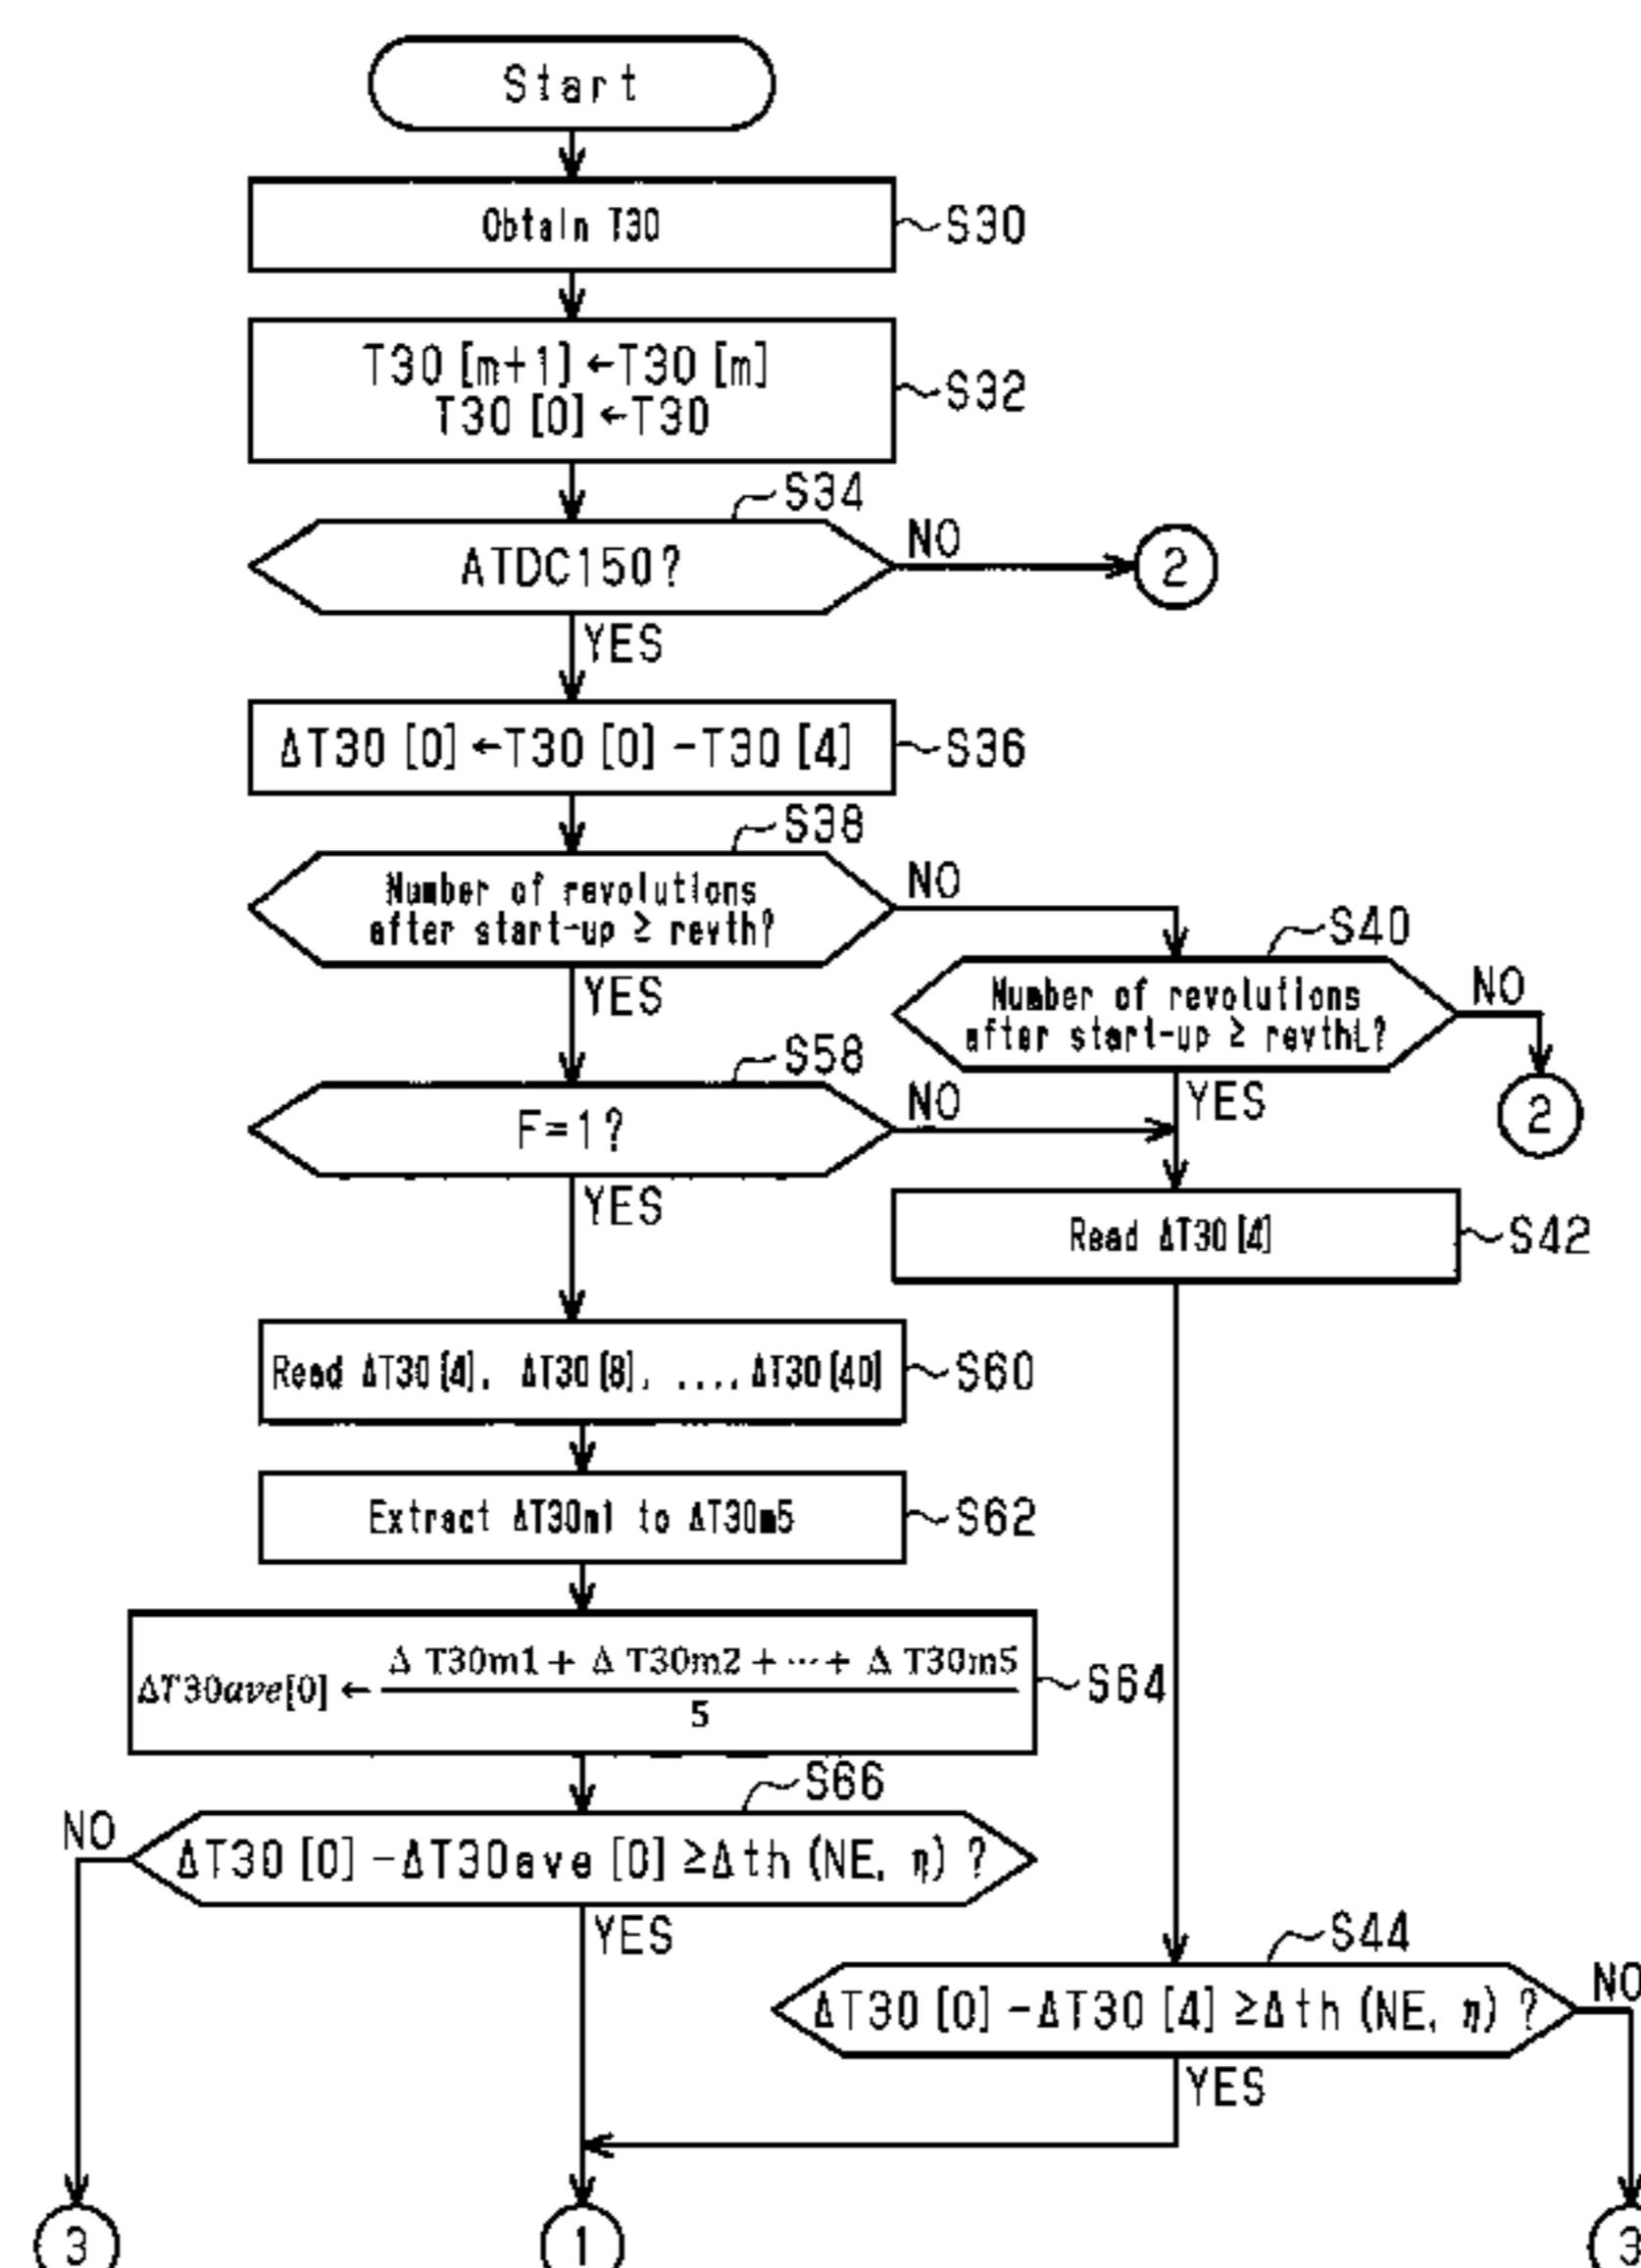 Start
Obtain T30
S30
T30[m+1]←T30[m]
T30[0]←T30
S32
S34
ATDC150?
NO
2
YES
ΔT30[0]←T30[0]-T30[4]
S36
S38
Number of revolutions
after start-up ≥ revth?
NO
YES
S40
Number of revolutions
after start-up ≥ revthL?
NO
2
YES
S58
F=1?
NO
YES
Read ΔT30[4]
S42
Read ΔT30[4], ΔT30[8], ...., ΔT30[40]
S60
Extract ΔT30m1 to ΔT30m5
S62
ΔT30ave[0] ← ΔT30m1+ ΔT30m2+⋯+ ΔT30m5
5
S64
S66
NO
ΔT30[0]-ΔT30ave[0]≥Δth(NE, η)?
YES
S44
ΔT30[0]-ΔT30[4]≥Δth(NE, η)?
NO
YES
3
1
3